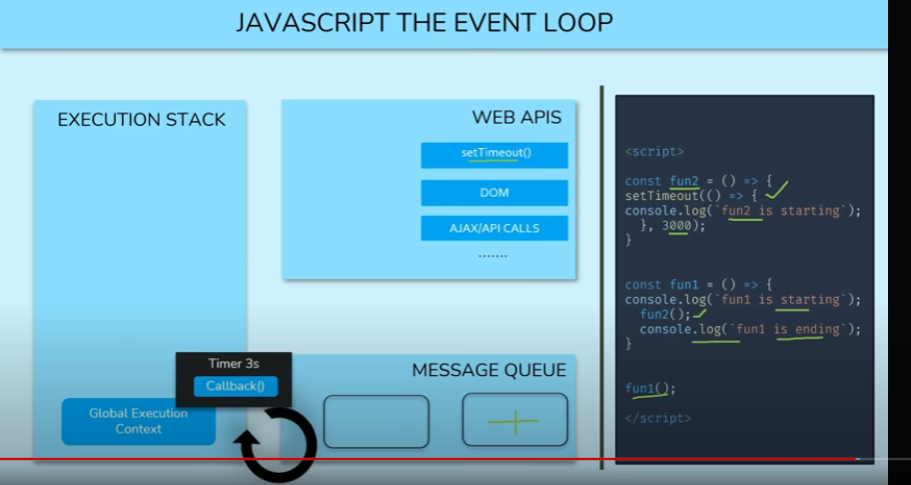 JAVASCRIPT THE EVENT LOOP
EXECUTION STACK
Global Execution
Context
WEB APIS
setTimeout()
DOM
AJAX/API CALLS
.......
Timer 3s
Callback()
MESSAGE QUEUE
<script>
const fun2 = () => {
setTimeout(() => {
console.log(`fun2 is starting`);
}, 3000);
}
const fun1 = () => {
console.log(`fun1 is starting`);
fun2();
console.log(`fun1 is ending`);
}
fun1();
</script>